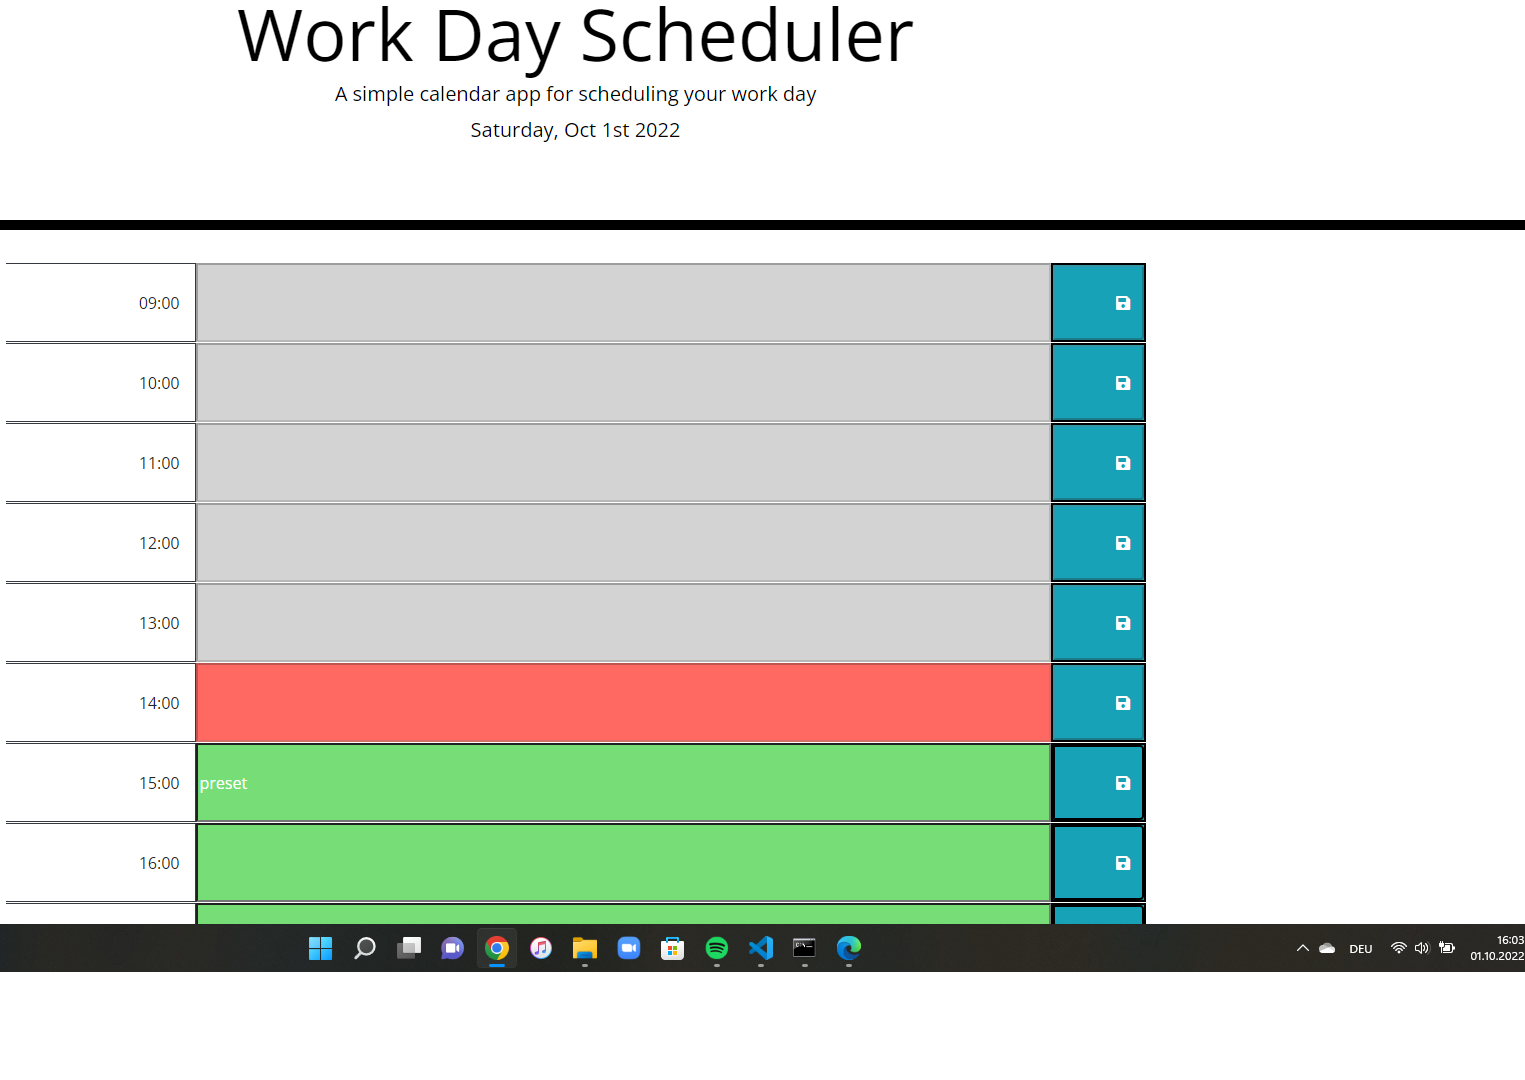 Work Day Scheduler
A simple calendar app for scheduling your work day
Saturday, Oct 1st 2022
09:00
10:00
11:00
12:00
13:00
14:00
15:00 preset
16:00
DEU
16:03
01.10.2022